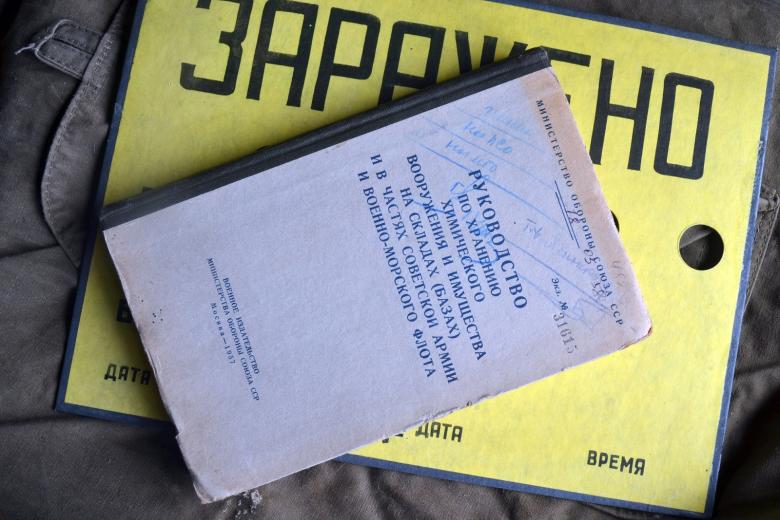 ЗАРАЖЕНО
МИНИСТЕРСТВО ОБОРОНЫ СОЮЗА ССР
Экз. № 31615
РУКОВОДСТВО
ПО ХРАНЕНИЮ
ХИМИЧЕСКОГО
ВООРУЖЕНИЯ И ИМУЩЕСТВА
НА СКЛАДАХ (БАЗАХ)
И В ЧАСТЯХ СОВЕТСКОЙ АРМИИ
И ВОЕННО-МОРСКОГО ФЛОТА
ВОЕННОЕ ИЗДАТЕЛЬСТВО
МИНИСТЕРСТВА ОБОРОНЫ СОЮЗА ССР
Москва — 1957
ДАТА
ДАТА
ВРЕМЯ